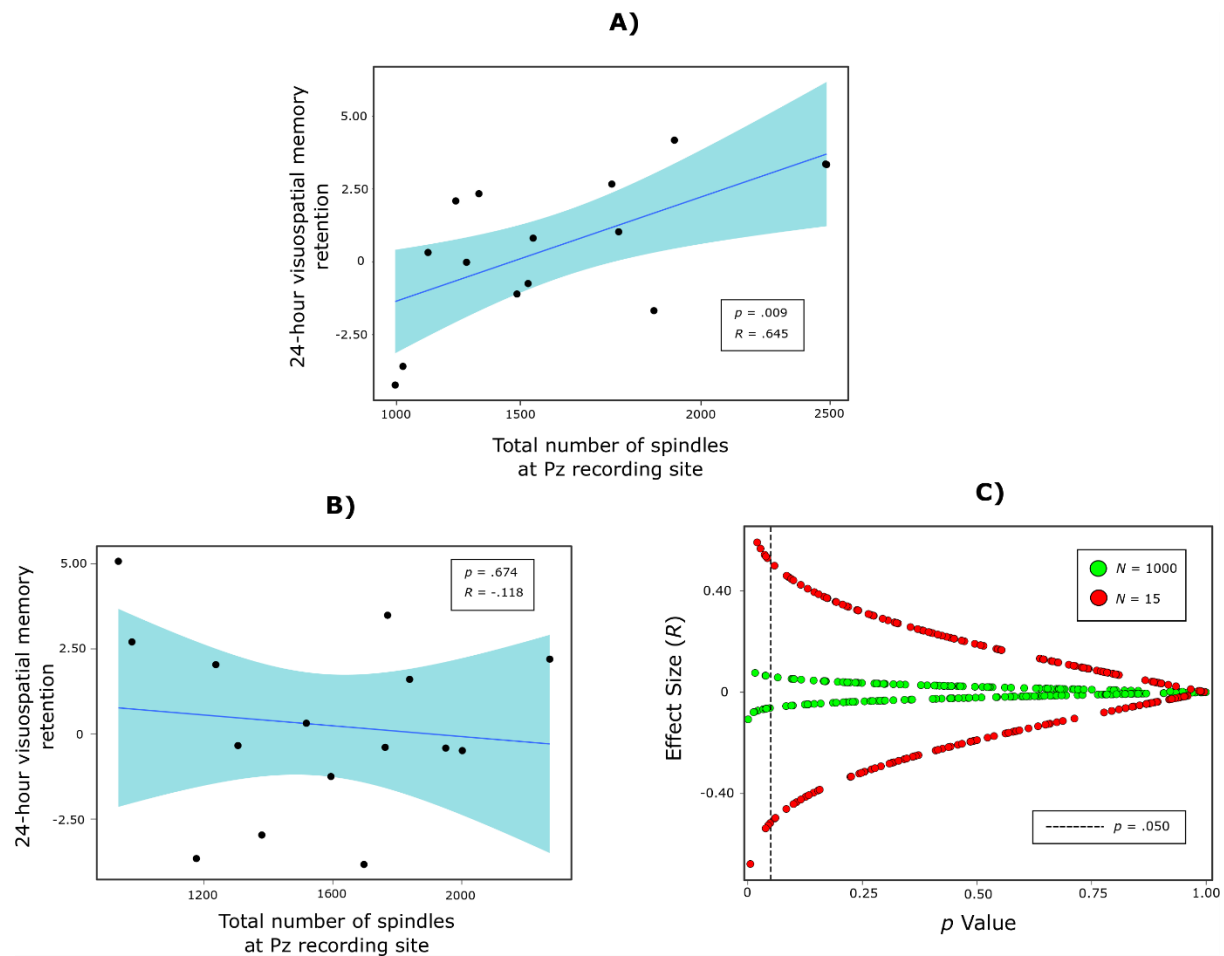 A)
24-hour visuospatial memory
retention
5.00
2.50
0
-2.50
p = .009
R = .645
1000
1500
2000
2500
Total number of spindles
at Pz recording site
B)
24-hour visuospatial memory
retention
5.00
2.50
0
-2.50
p = .674
R = -.118
1200
1600
2000
Total number of spindles
at Pz recording site
C)
Effect Size (R)
0.40
0
-0.40
N = 1000
N = 15
p = .050
0
0.25
0.50
0.75
1.00
p Value